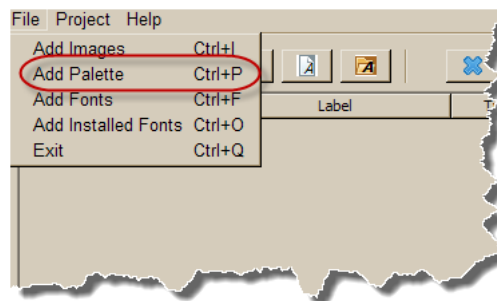 File Project Help
Add Images Ctrl+I
Add Palette Ctrl+P
Add Fonts Ctrl+F
Add Installed Fonts Ctrl+O
Exit Ctrl+Q
A A
Label